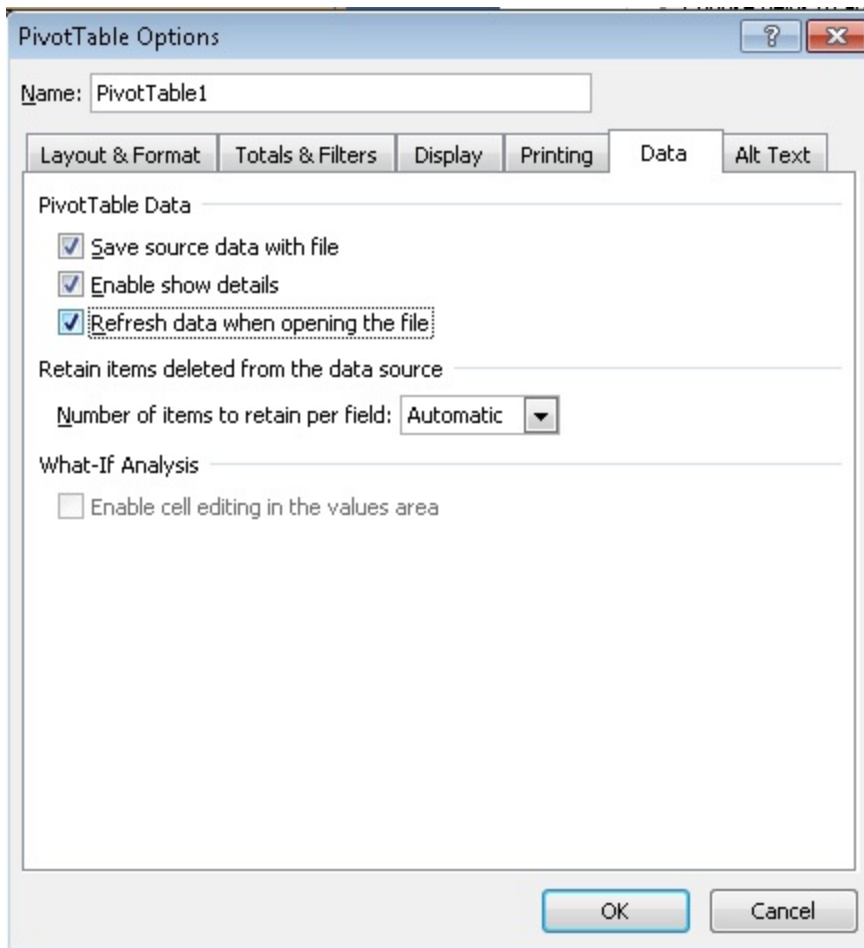 PivotTable Options
Name: PivotTable1
Layout & Format Totals & Filters Display Printing Data Alt Text
PivotTable Data
Save source data with file
Enable show details
Refresh data when opening the file
Retain items deleted from the data source
Number of items to retain per field: Automatic
What-If Analysis
Enable cell editing in the values area
OK Cancel